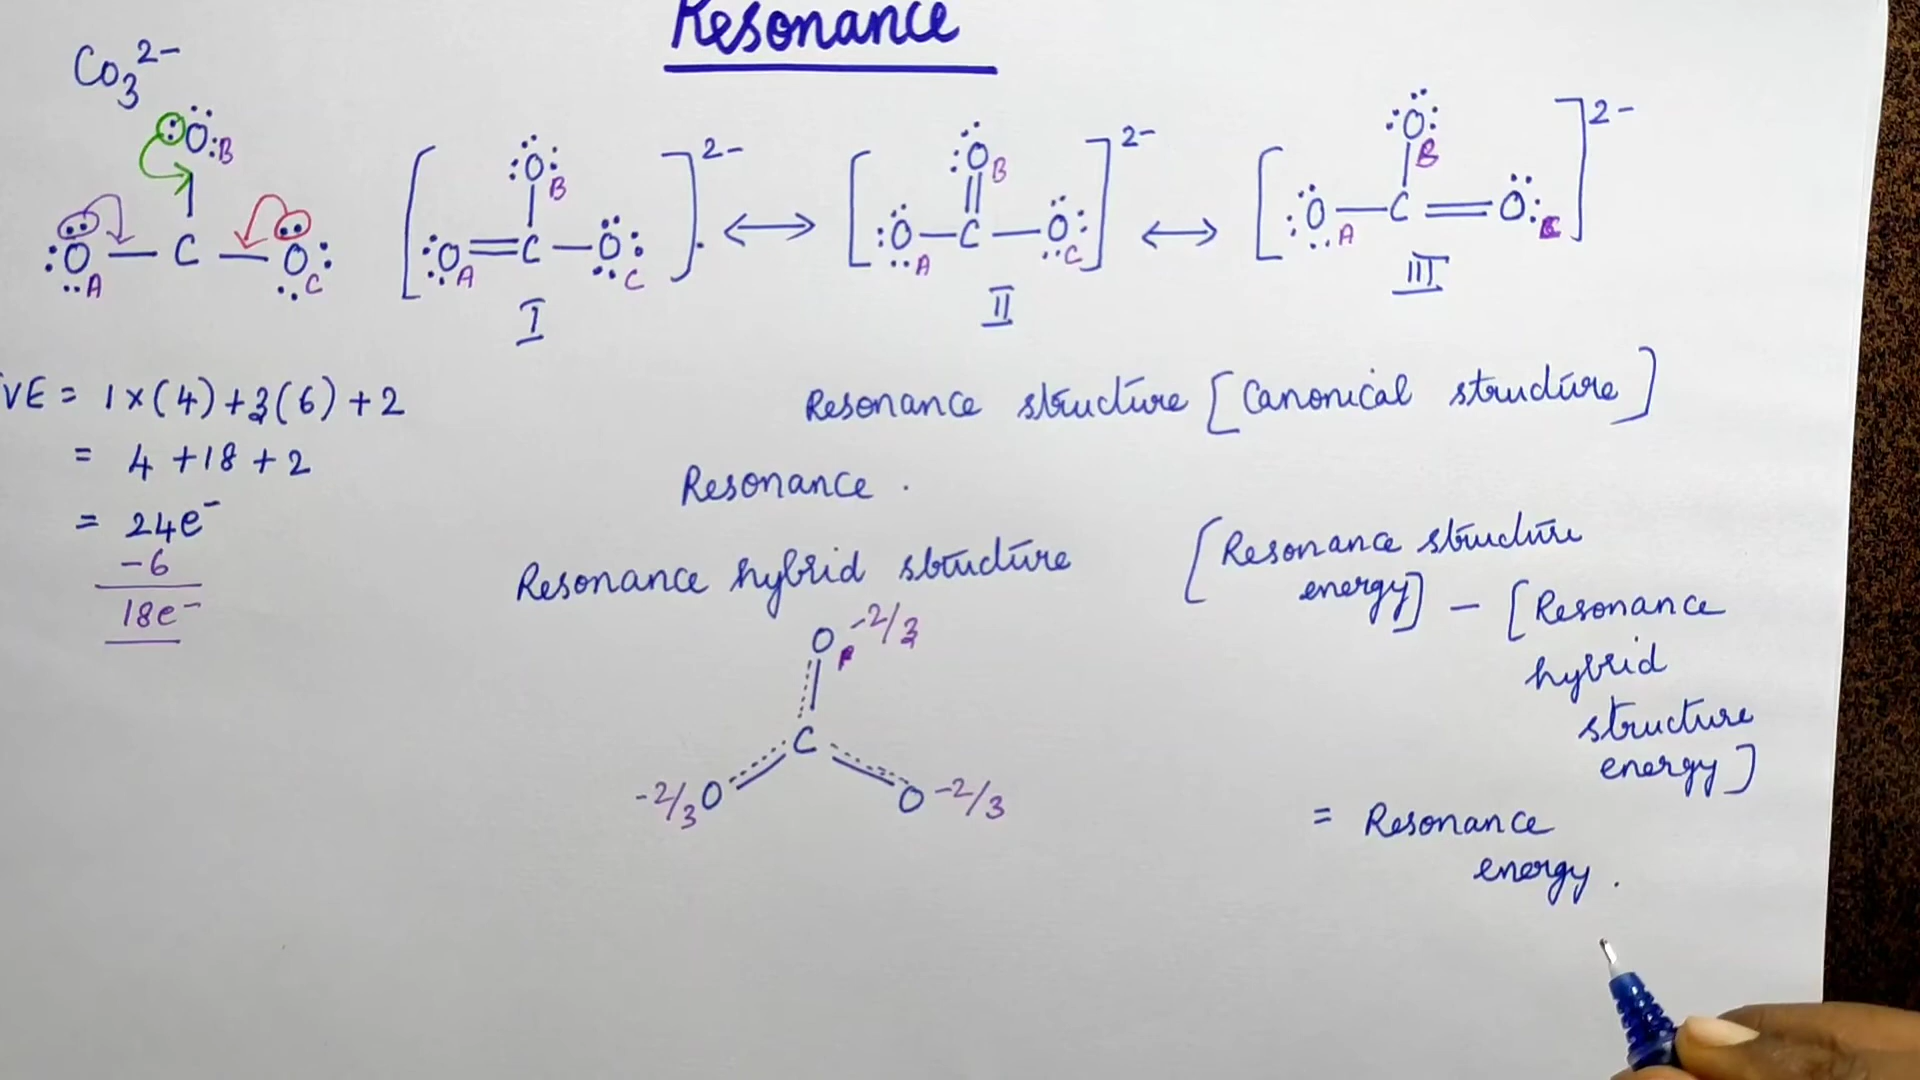 Resonance
Co₃²⁻
:O:B
:O A — C — O: C
[:O A = C — O: C, O: B]²⁻ ↔ [:O A — C — O: C, :O B]²⁻ ↔ [:O A — C = O: C, :O: B]²⁻
I
II
III
VE = 1×(4)+3(6)+2
= 4+18+2
= 24e⁻
-6
18e⁻
Resonance structure [Canonical structure]
Resonance.
Resonance hybrid structure
O -2/3
C
-2/3 O
O -2/3
[Resonance structure
energy] – [Resonance
hybrid
structure
energy]
= Resonance
energy.